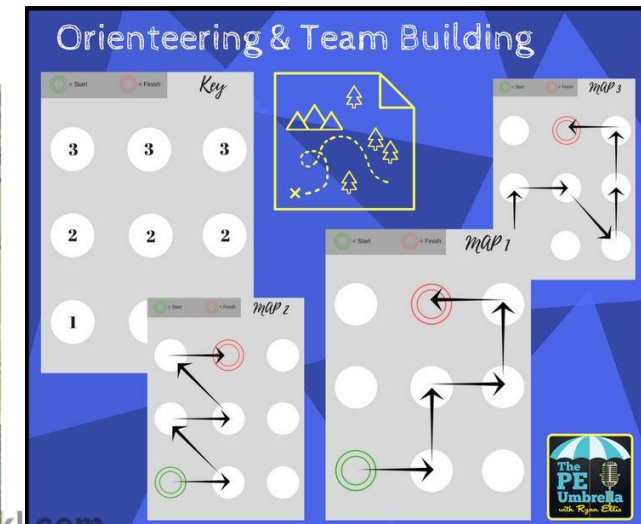 Orienteering & Team Building
= Start
= Finish
Key
3 3 3
2 2 2
1
= Start
= Finish
MAP 2
= Start
= Finish
MAP 1
= Start
= Finish
MAP 3
The
PE
Umbrella
with Ryan Ellis
.com